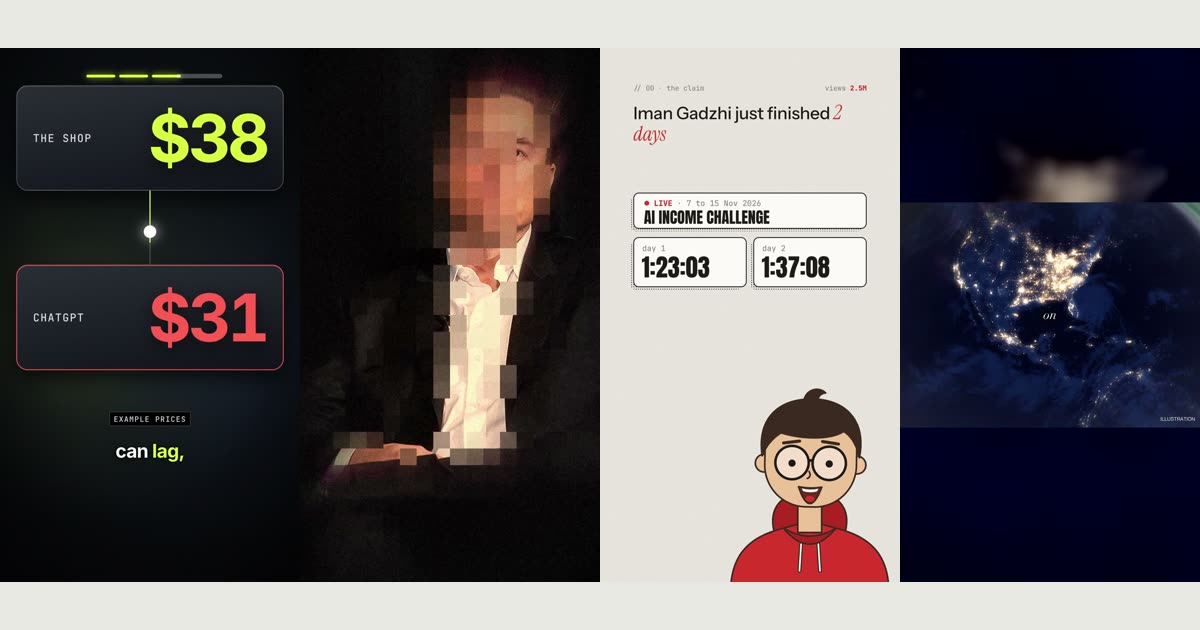 THE SHOP
$38
CHATGPT
$31
EXAMPLE PRICES
can lag,
// 00 · the claim
views 2.5M
Iman Gadzhi just finished 2
days
LIVE · 7 to 15 Nov 2026
AI INCOME CHALLENGE
day 1
1:23:03
day 2
1:37:08
on
ILLUSTRATION